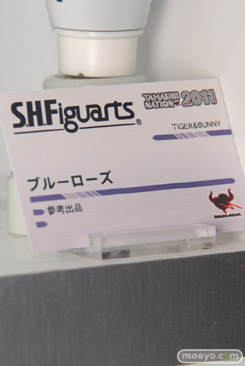 S.H.Figuarts®
TAMASHII NATION 2011
TIGER&BUNNY
ブルーローズ
参考出品
moeyo.com